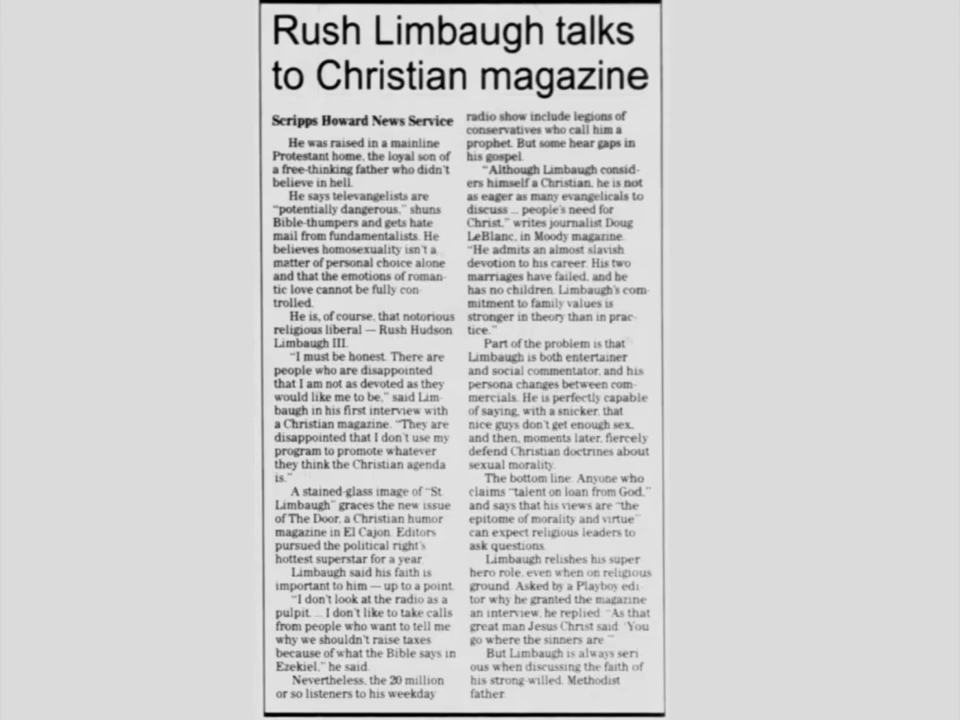 Rush Limbaugh talks
to Christian magazine
Scripps Howard News Service
He was raised in a mainline
Protestant home, the loyal son of
a free-thinking father who didn't
believe in hell.
He says televangelists are
"potentially dangerous," shuns
Bible-thumpers and gets hate
mail from fundamentalists. He
believes homosexuality isn't a
matter of personal choice alone
and that the emotions of roman-
tic love cannot be fully con-
trolled.
He is, of course, that notorious
religious liberal — Rush Hudson
Limbaugh III.
"I must be honest. There are
people who are disappointed
that I am not as devoted as they
would like me to be," said Lim-
baugh in his first interview with
a Christian magazine. "They are
disappointed that I don't use my
program to promote whatever
they think the Christian agenda
is."
A stained-glass image of "St.
Limbaugh" graces the new issue
of The Door, a Christian humor
magazine in El Cajon. Editors
pursued the political right's
hottest superstar for a year.
Limbaugh said his faith is
important to him — up to a point.
"I don't look at the radio as a
pulpit. ... I don't like to take calls
from people who want to tell me
why we shouldn't raise taxes
because of what the Bible says in
Ezekiel," he said.
Nevertheless, the 20 million
or so listeners to his weekday
radio show include legions of
conservatives who call him a
prophet. But some hear gaps in
his gospel.
"Although Limbaugh consid-
ers himself a Christian, he is not
as eager as many evangelicals to
discuss ... people's need for
Christ," writes journalist Doug
LeBlanc, in Moody magazine.
"He admits an almost slavish
devotion to his career. His two
marriages have failed, and he
has no children. Limbaugh's com-
mitment to family values is
stronger in theory than in prac-
tice."
Part of the problem is that
Limbaugh is both entertainer
and social commentator, and his
persona changes between com-
mercials. He is perfectly capable
of saying, with a snicker, that
nice guys don't get enough sex,
and then, moments later, fiercely
defend Christian doctrines about
sexual morality.
The bottom line: Anyone who
claims "talent on loan from God,"
and says that his views are "the
epitome of morality and virtue"
can expect religious leaders to
ask questions.
Limbaugh relishes his super
hero role, even when on religious
ground. Asked by a Playboy edi-
tor why he granted the magazine
an interview, he replied: "As that
great man Jesus Christ said: 'You
go where the sinners are.'"
But Limbaugh is always seri-
ous when discussing the faith of
his strong-willed, Methodist
father.